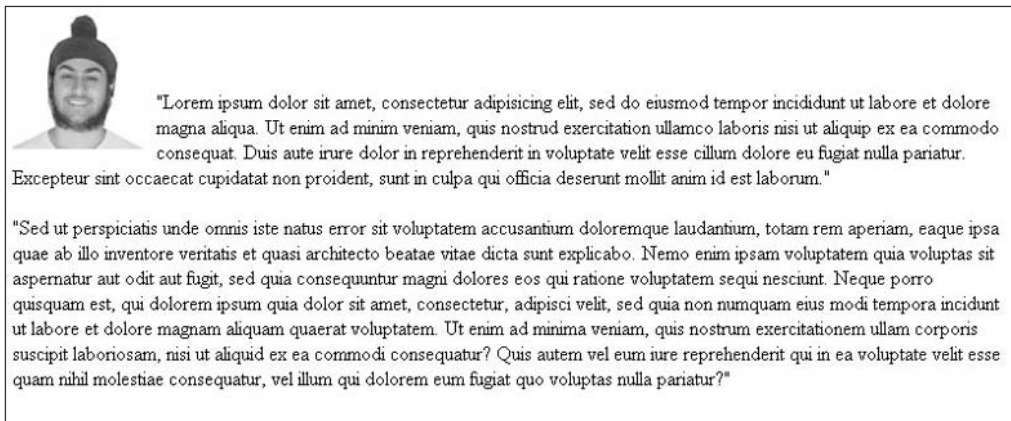 "Lorem ipsum dolor sit amet, consectetur adipisicing elit, sed do eiusmod tempor incididunt ut labore et dolore
magna aliqua. Ut enim ad minim veniam, quis nostrud exercitation ullamco laboris nisi ut aliquip ex ea commodo
consequat. Duis aute irure dolor in reprehenderit in voluptate velit esse cillum dolore eu fugiat nulla pariatur.
Excepteur sint occaecat cupidatat non proident, sunt in culpa qui officia deserunt mollit anim id est laborum."
"Sed ut perspiciatis unde omnis iste natus error sit voluptatem accusantium doloremque laudantium, totam rem aperiam, eaque ipsa
quae ab illo inventore veritatis et quasi architecto beatae vitae dicta sunt explicabo. Nemo enim ipsam voluptatem quia voluptas sit
aspernatur aut odit aut fugit, sed quia consequuntur magni dolores eos qui ratione voluptatem sequi nesciunt. Neque porro
quisquam est, qui dolorem ipsum quia dolor sit amet, consectetur, adipisci velit, sed quia non numquam eius modi tempora incidunt
ut labore et dolore magnam aliquam quaerat voluptatem. Ut enim ad minima veniam, quis nostrum exercitationem ullam corporis
suscipit laboriosam, nisi ut aliquid ex ea commodi consequatur? Quis autem vel eum iure reprehenderit qui in ea voluptate velit esse
quam nihil molestiae consequatur, vel illum qui dolorem eum fugiat quo voluptas nulla pariatur?"